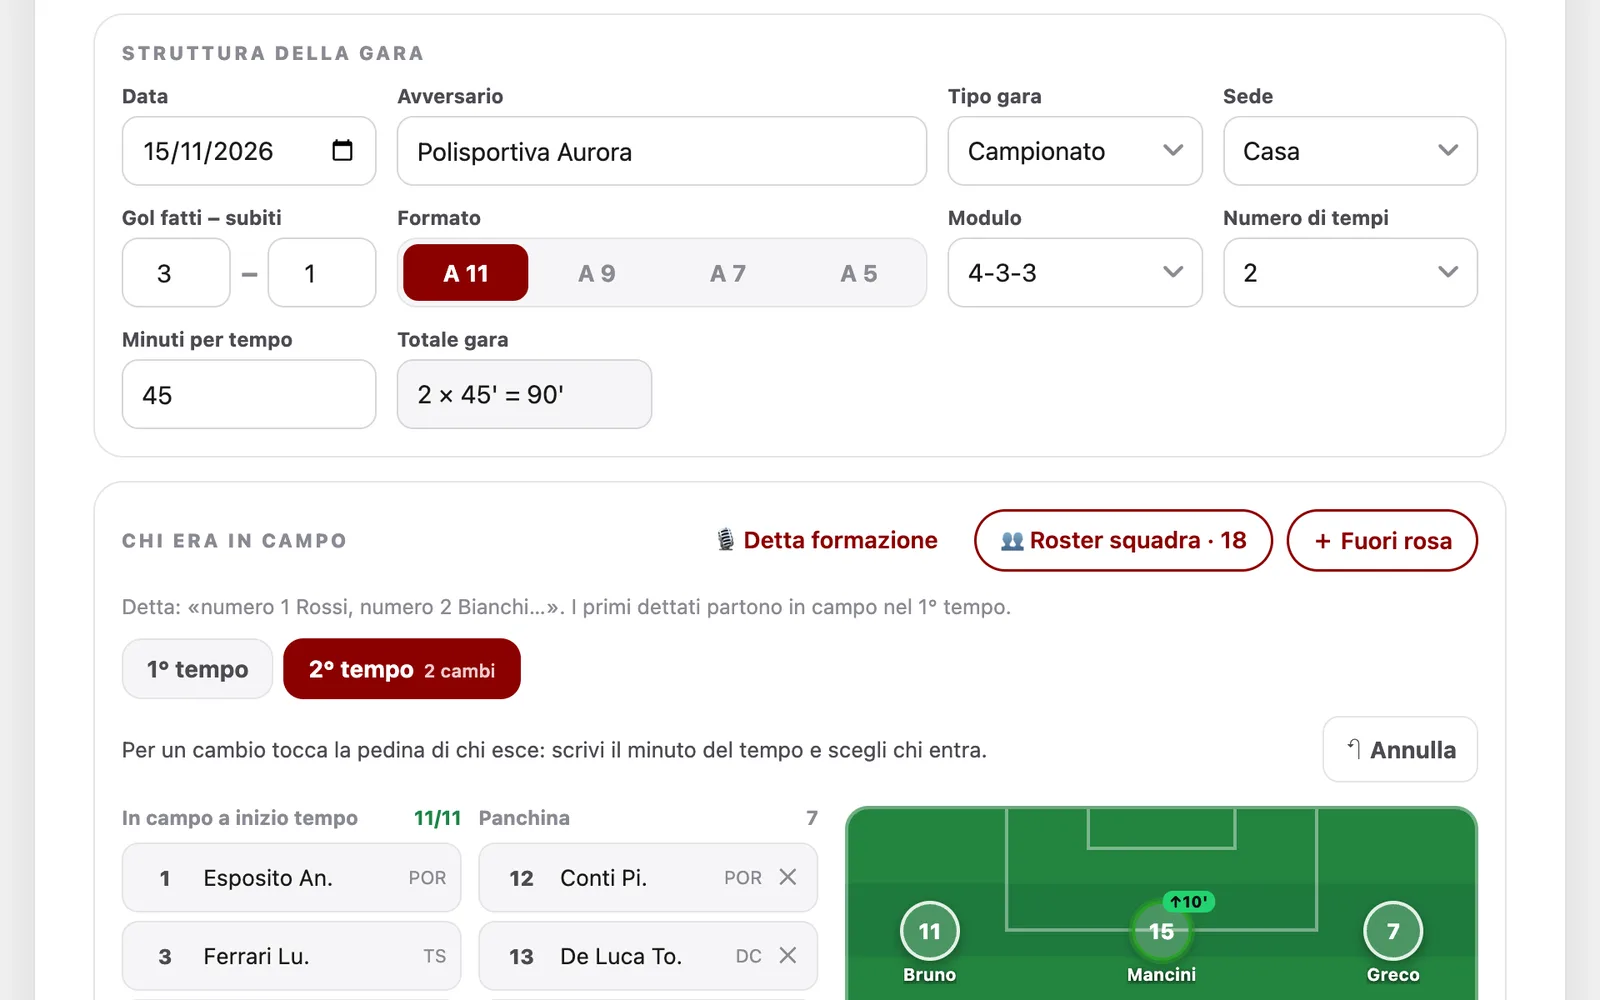 STRUTTURA DELLA GARA
Data
Avversario
Tipo gara
Sede
15/11/2026
Polisportiva Aurora
Campionato
Casa
Gol fatti – subiti
Formato
Modulo
Numero di tempi
3 – 1
A 11
A 9
A 7
A 5
4-3-3
2
Minuti per tempo
Totale gara
45
2 × 45' = 90'
CHI ERA IN CAMPO
Detta formazione
Roster squadra · 18
+ Fuori rosa
Detta: «numero 1 Rossi, numero 2 Bianchi...». I primi dettati partono in campo nel 1° tempo.
1° tempo
2° tempo 2 cambi
Per un cambio tocca la pedina di chi esce: scrivi il minuto del tempo e scegli chi entra.
Annulla
In campo a inizio tempo 11/11
Panchina 7
1 Esposito An. POR
12 Conti Pi. POR
3 Ferrari Lu. TS
13 De Luca To. DC
↑10'
11
15
7
Bruno
Mancini
Greco